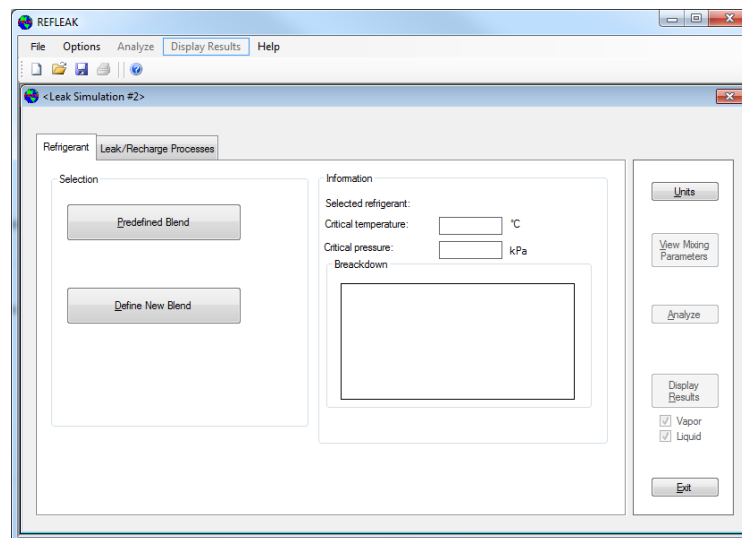 REFLEAK
File Options Analyze Display Results Help
<Leak Simulation #2>
Refrigerant Leak/Recharge Processes
Selection
Predefined Blend
Define New Blend
Information
Selected refrigerant:
Critical temperature: °C
Critical pressure: kPa
Breackdown
Units
View Mixing
Parameters
Analyze
Display
Results
Vapor
Liquid
Exit